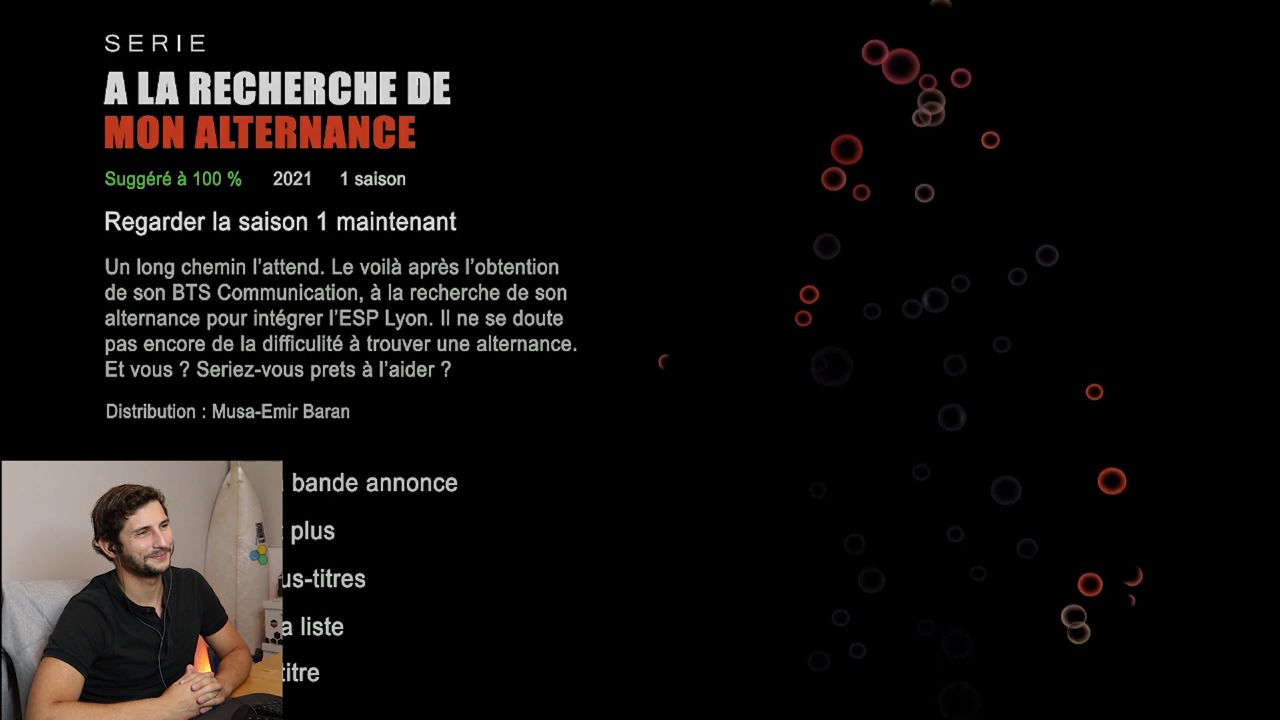 SERIE
A LA RECHERCHE DE
MON ALTERNANCE
Suggéré à 100 % 2021 1 saison
Regarder la saison 1 maintenant
Un long chemin l’attend. Le voilà après l’obtention
de son BTS Communication, à la recherche de son
alternance pour intégrer l’ESP Lyon. Il ne se doute
pas encore de la difficulité à trouver une alternance.
Et vous ? Seriez-vous prets à l’aider ?
Distribution : Musa-Emir Baran
bande annonce
plus
us-titres
a liste
titre